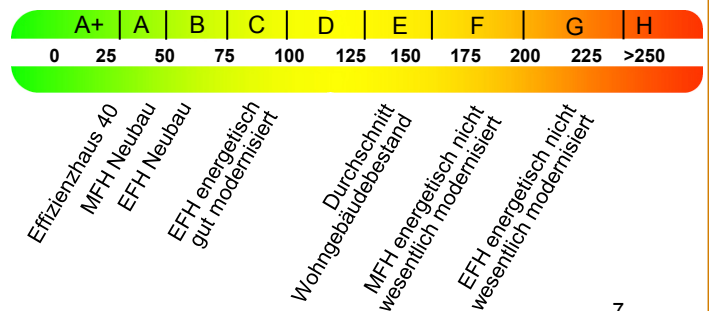 A+ A B C D E F G H
0 25 50 75 100 125 150 175 200 225 >250
Effizienzhaus 40
MFH Neubau
EFH Neubau
EFH energetisch
gut modernisiert
Durchschnitt
Wohngebäudebestand
MFH energetisch nicht
wesentlich modernisiert
EFH energetisch nicht
wesentlich modernisiert